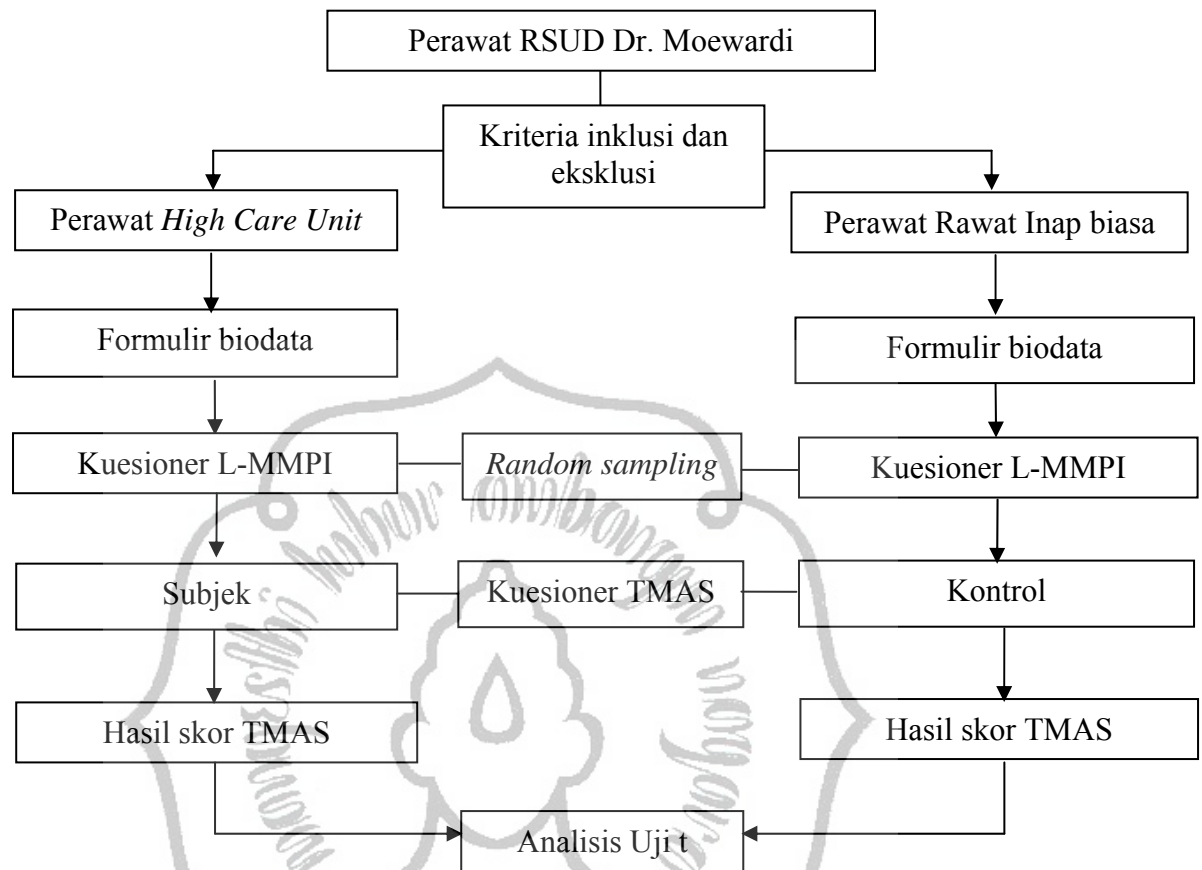 Perawat RSUD Dr. Moewardi
Kriteria inklusi dan
eksklusi
Perawat High Care Unit
Perawat Rawat Inap biasa
Formulir biodata
Formulir biodata
Kuesioner L-MMPI
Random sampling
Kuesioner L-MMPI
Subjek
Kuesioner TMAS
Kontrol
Hasil skor TMAS
Hasil skor TMAS
Analisis Uji t